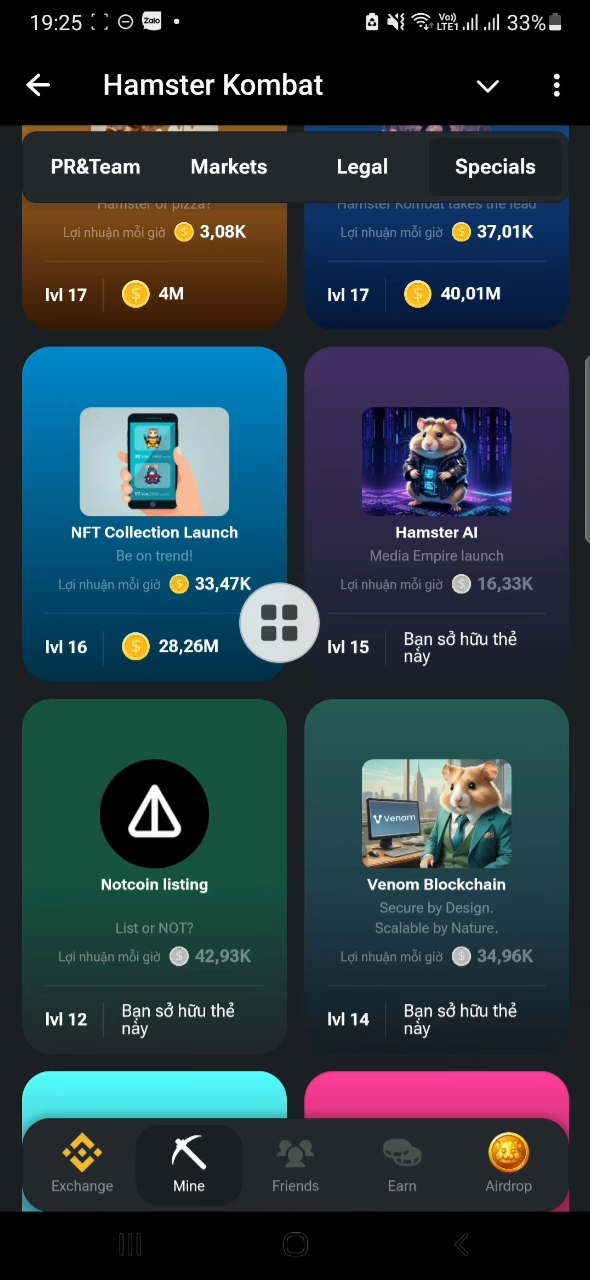 19:25
Zalo
Vo))
LTE1
33%
Hamster Kombat
PR&Team
Markets
Legal
Specials
Hamster or pizza?
Hamster Kombat takes the lead
Lợi nhuận mỗi giờ 3,08K
Lợi nhuận mỗi giờ 37,01K
lvl 17
4M
lvl 17
40,01M
NFT Collection Launch
Be on trend!
Lợi nhuận mỗi giờ 33,47K
lvl 16
28,26M
Hamster AI
Media Empire launch
Lợi nhuận mỗi giờ 16,33K
lvl 15
Bạn sở hữu thẻ
này
Notcoin listing
List or NOT?
Lợi nhuận mỗi giờ 42,93K
lvl 12
Bạn sở hữu thẻ
này
Venom
Venom Blockchain
Secure by Design.
Scalable by Nature.
Lợi nhuận mỗi giờ 34,96K
lvl 14
Bạn sở hữu thẻ
này
Exchange
Mine
Friends
Earn
Airdrop